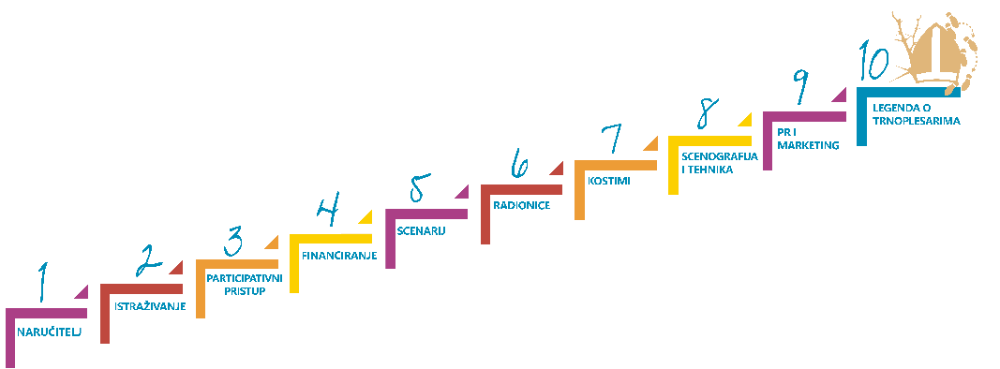 1
NARUČITELJ
2
ISTRAŽIVANJE
3
PARTICIPATIVNI
PRISTUP
4
FINANCIRANJE
5
SCENARIJ
6
RADIONICE
7
KOSTIMI
8
SCENOGRAFIJA
I TEHNIKA
9
PR I
MARKETING
10
LEGENDA O
TRNOPLESARIMA